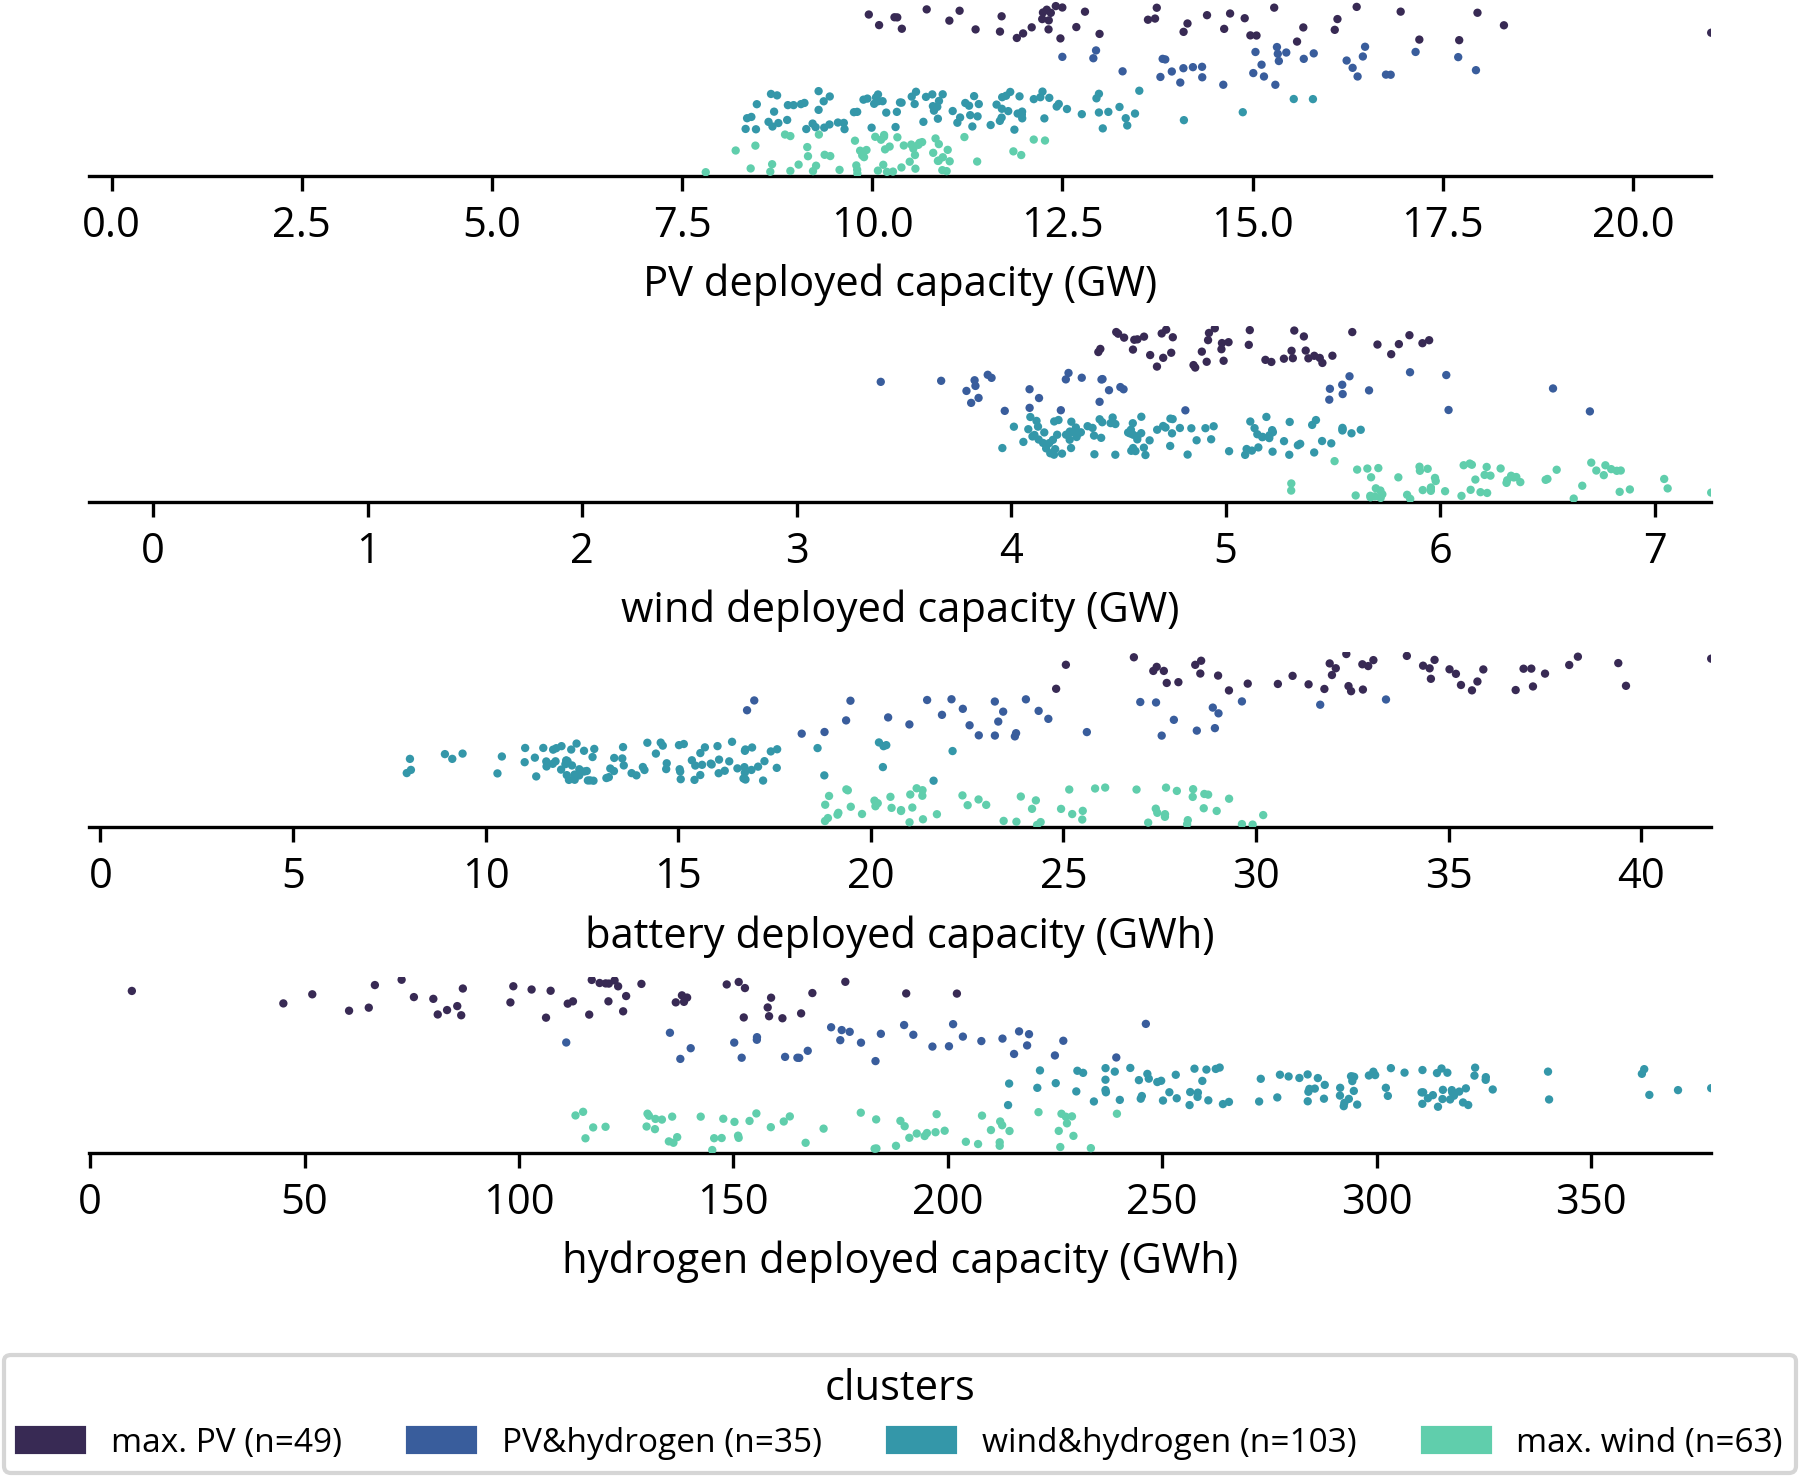 0.0 2.5 5.0 7.5 10.0 12.5 15.0 17.5 20.0
PV deployed capacity (GW)
0 1 2 3 4 5 6 7
wind deployed capacity (GW)
0 5 10 15 20 25 30 35 40
battery deployed capacity (GWh)
0 50 100 150 200 250 300 350
hydrogen deployed capacity (GWh)
clusters
max. PV (n=49) PV&hydrogen (n=35) wind&hydrogen (n=103) max. wind (n=63)